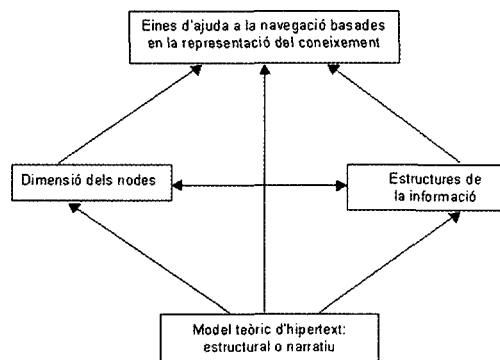 Eines d'ajuda a la navegació basades
en la representació del coneixement
Dimensió dels nodes
Estructures de
la informació
Model teòric d'hipertext:
estructural o narratiu